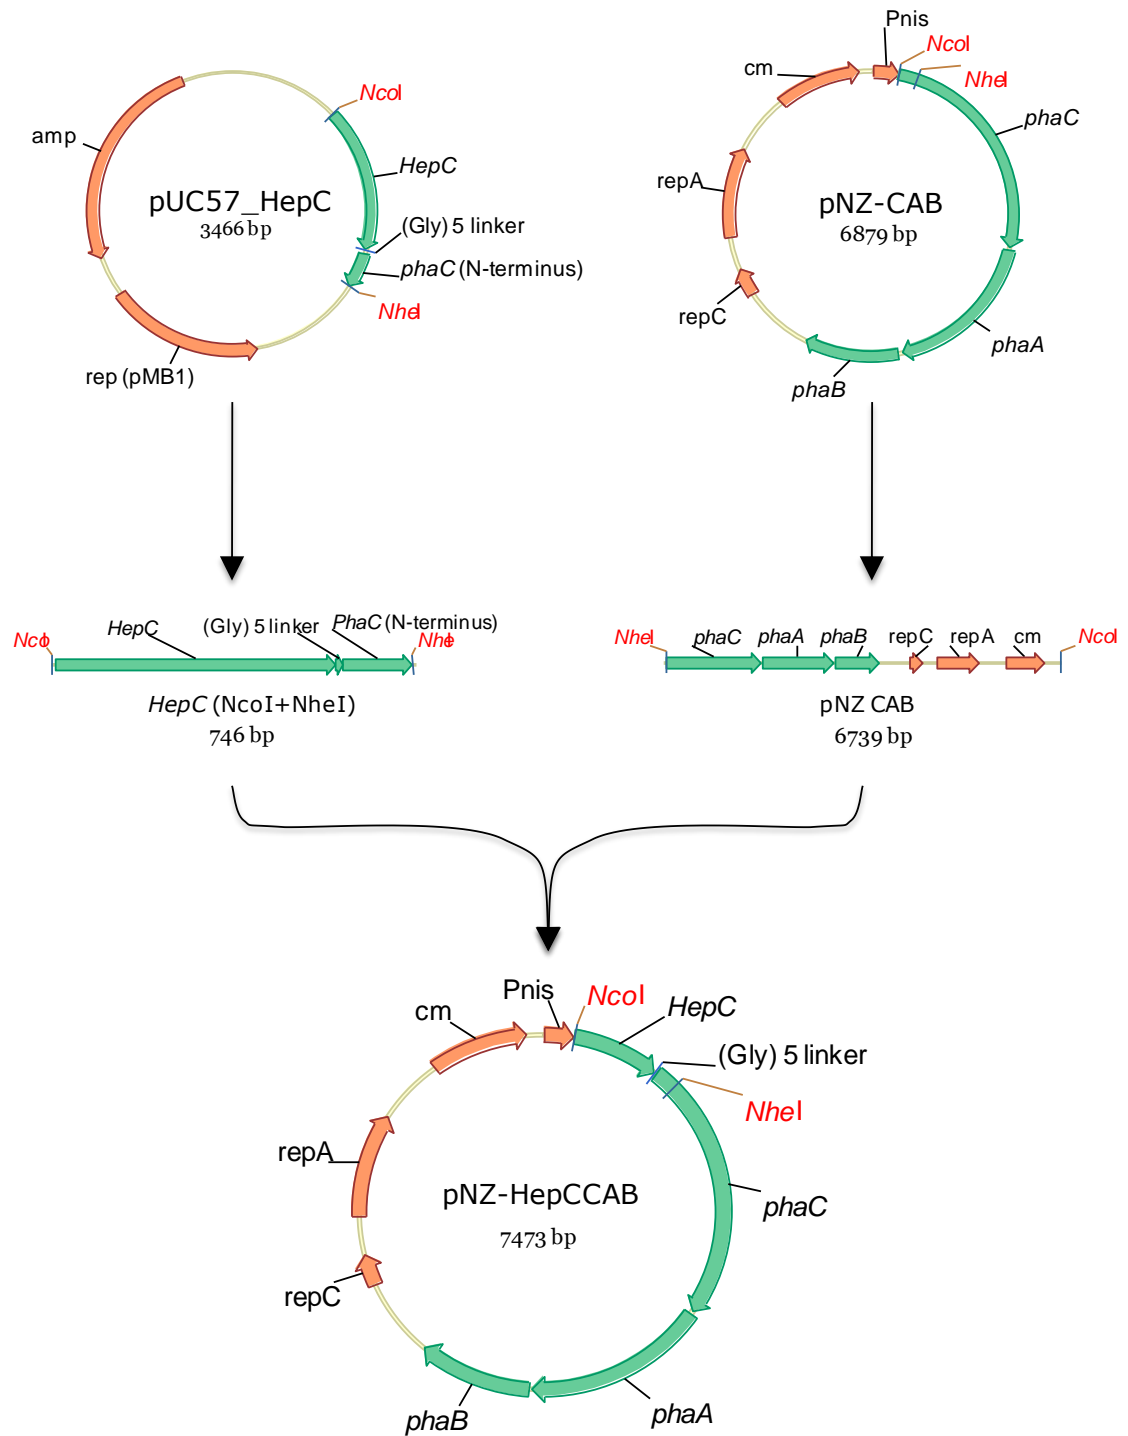 NcoI
amp
HepC
pUC57_HepC
3466 bp
(Gly) 5 linker
phaC (N-terminus)
NheI
rep (pMB1)
Pnis
NcoI
cm
NheI
phaC
repA
pNZ-CAB
6879 bp
repC
phaA
phaB
NcoI
HepC
(Gly) 5 linker
PhaC (N-terminus)
NheI
HepC (NcoI+NheI)
746 bp
NheI
phaC
phaA
phaB
repC
repA
cm
NcoI
pNZ CAB
6739 bp
Pnis
NcoI
cm
HepC
(Gly) 5 linker
NheI
repA
pNZ-HepCCAB
7473 bp
phaC
repC
phaB
phaA